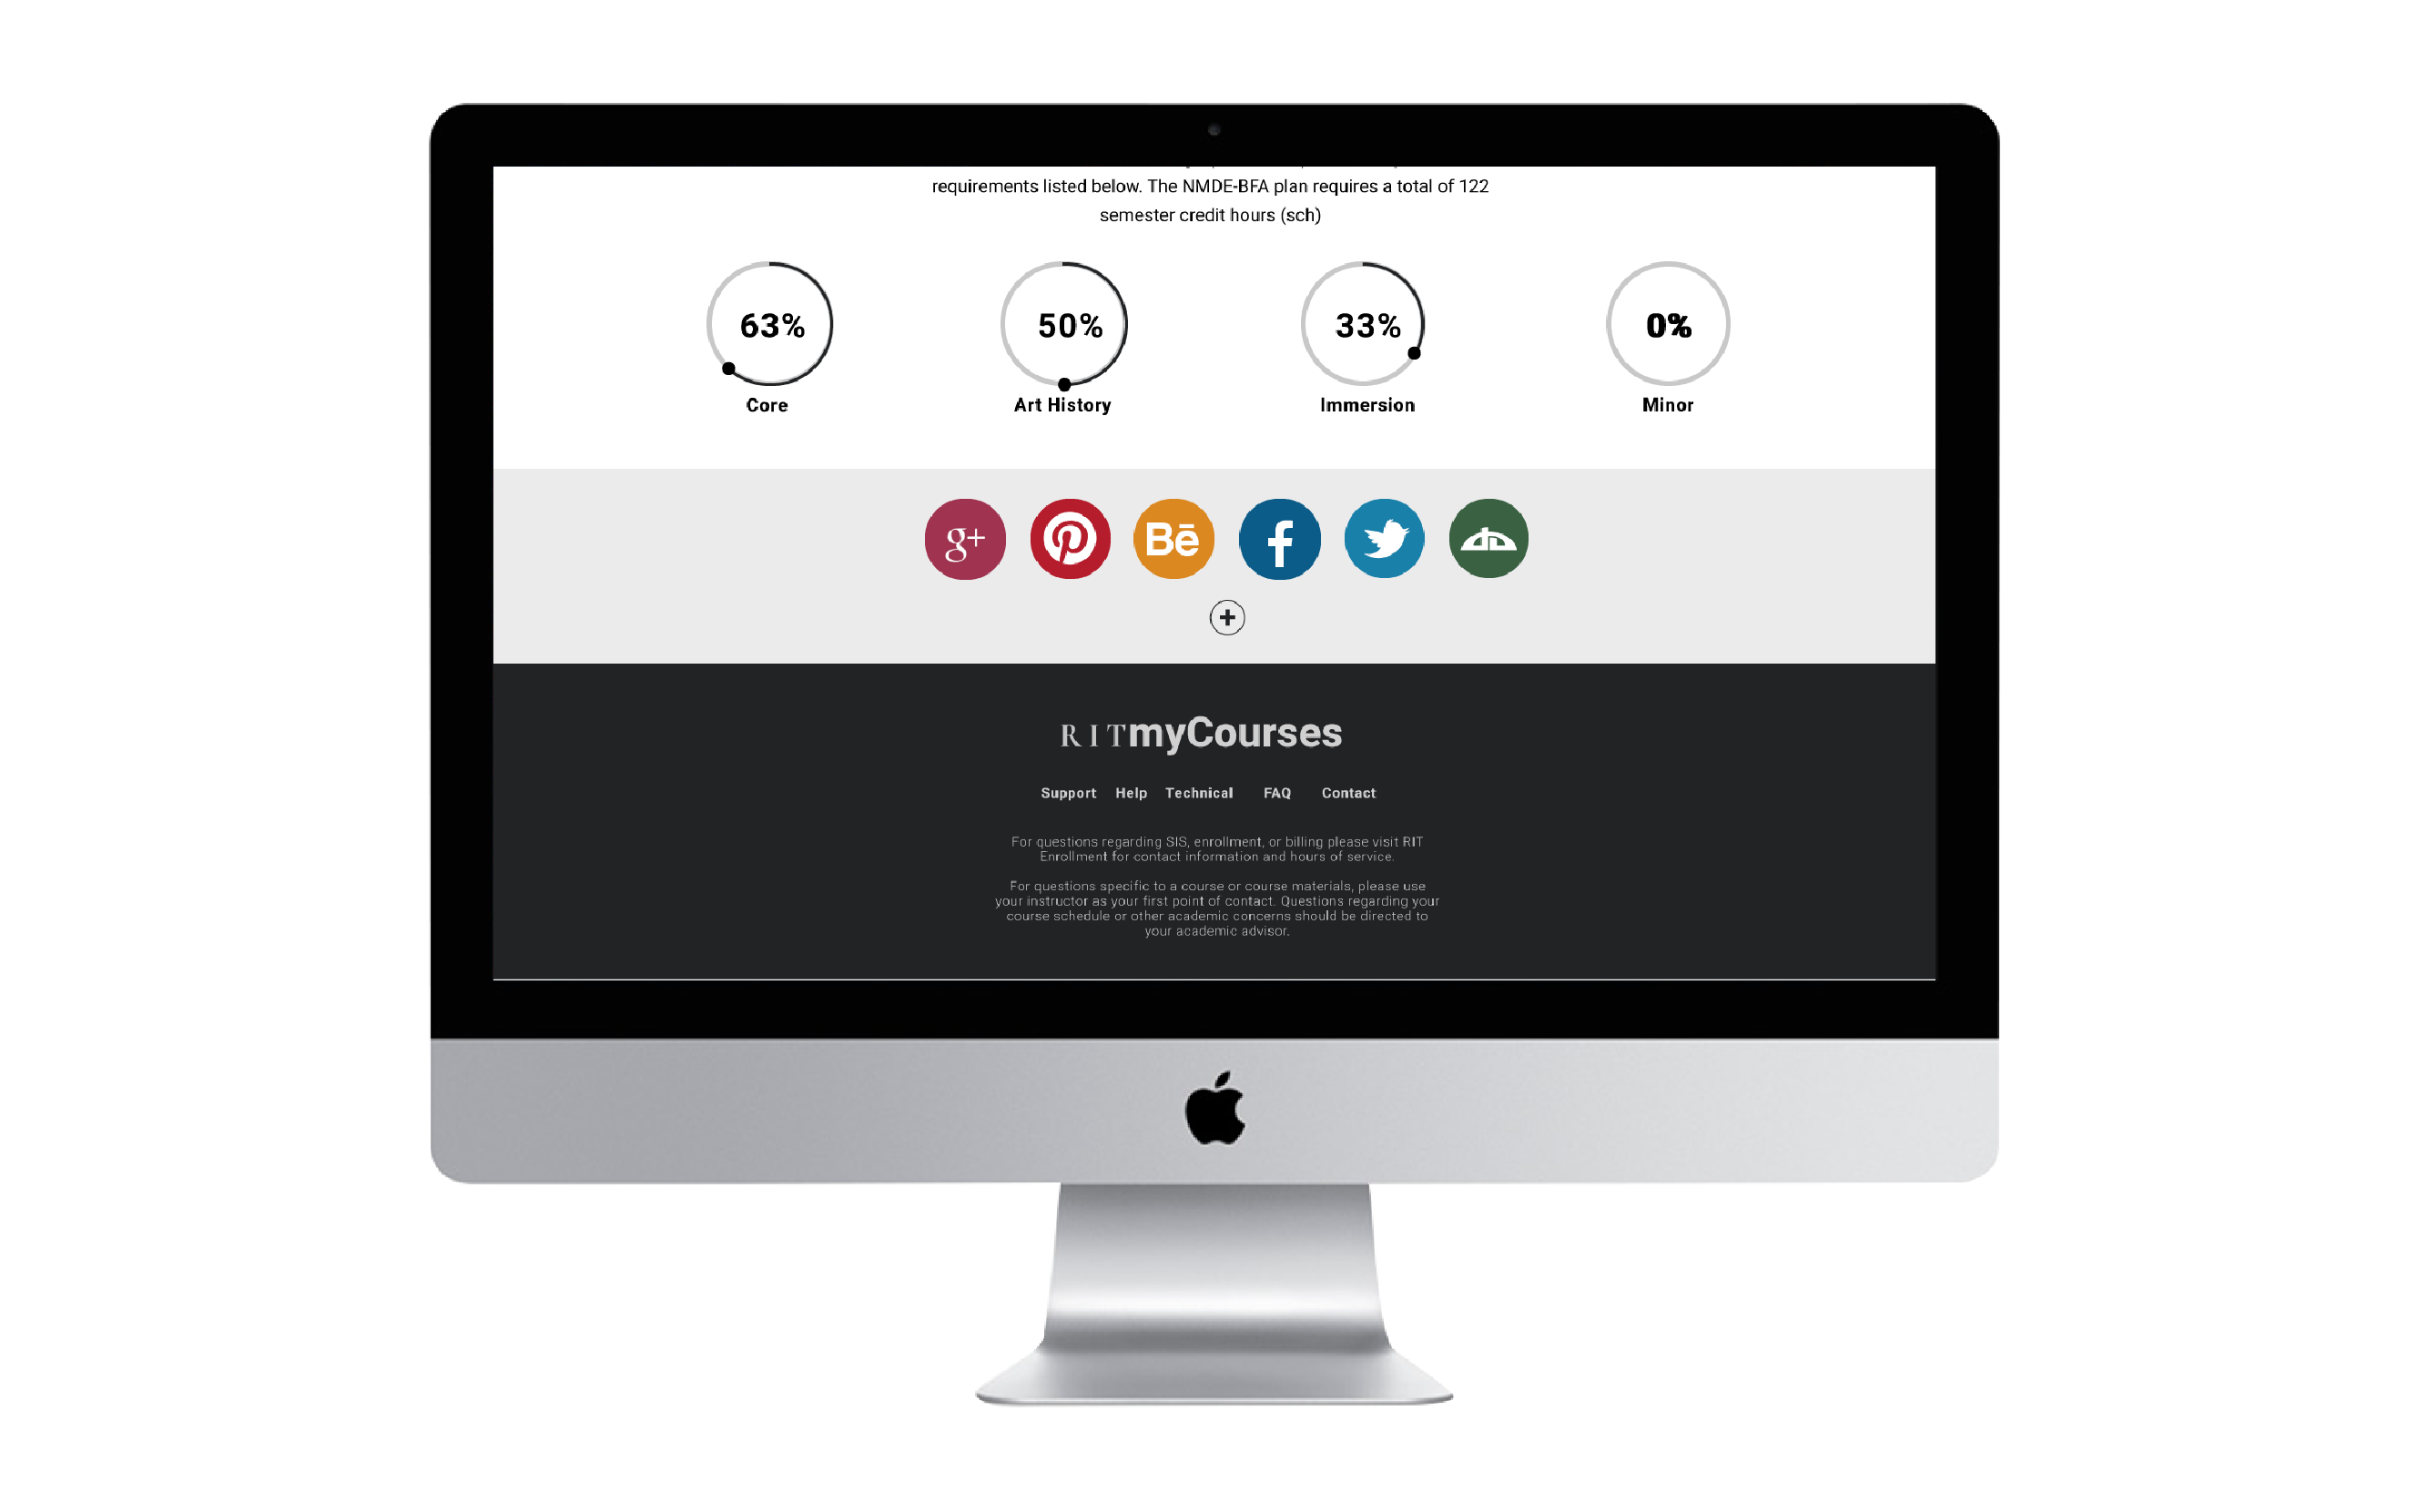 requirements listed below. The NMDE-BFA plan requires a total of 122
semester credit hours (sch)
63% 50% 33% 0%
Core Art History Immersion Minor
g+ Bē f
+
RITmyCourses
Support Help Technical FAQ Contact
For questions regarding SIS, enrollment, or billing please visit RIT
Enrollment for contact information and hours of service.
For questions specific to a course or course materials, please use
your instructor as your first point of contact. Questions regarding your
course schedule or other academic concerns should be directed to
your academic advisor.